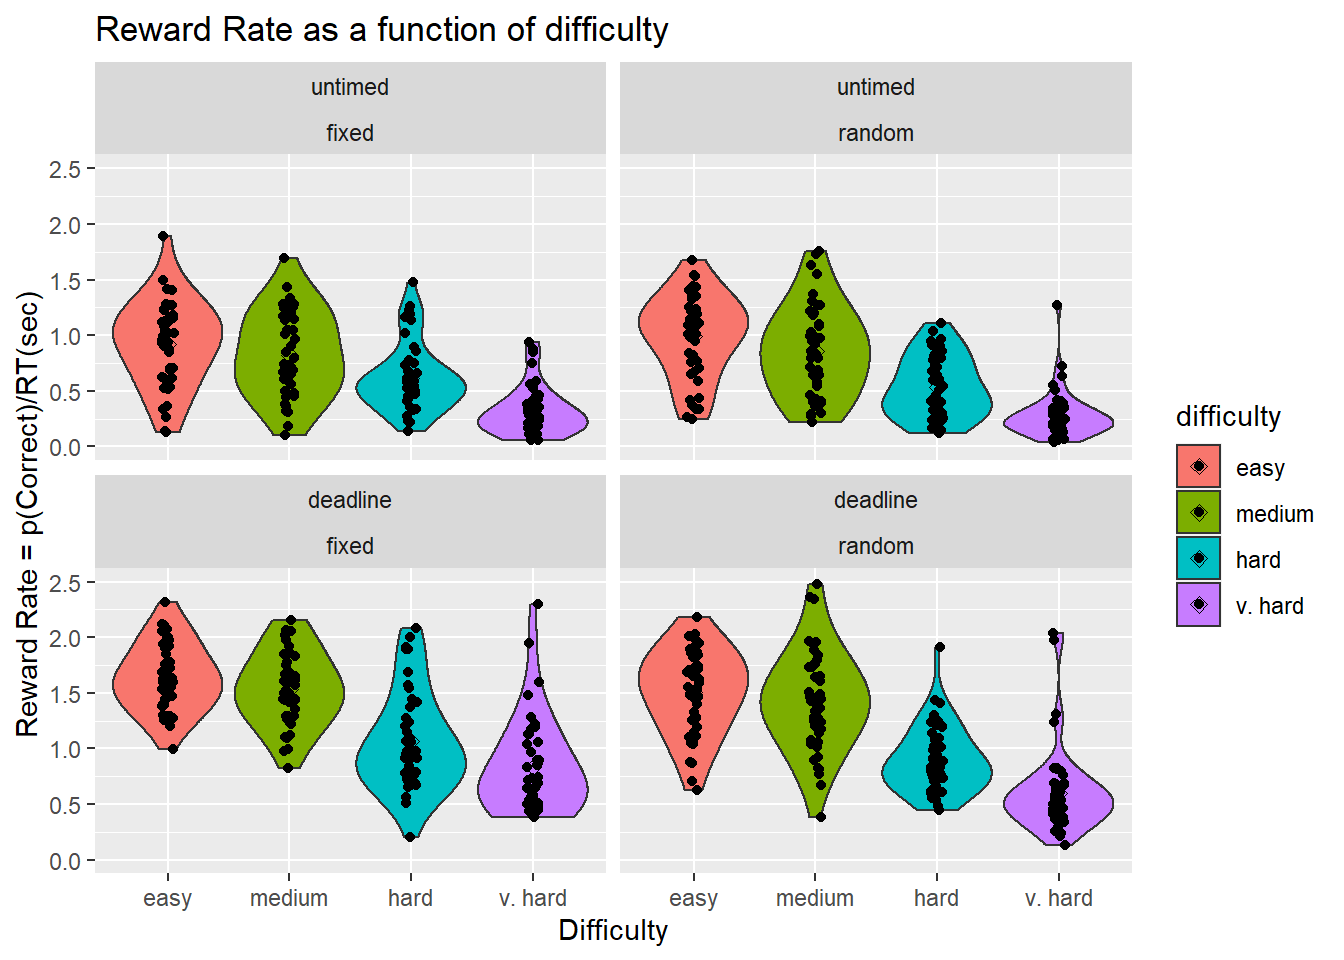 Reward Rate as a function of difficulty
untimed
fixed
untimed
random
2.5
2.0
1.5
1.0
0.5
0.0
deadline
fixed
deadline
random
2.5
2.0
1.5
1.0
0.5
0.0
Reward Rate = p(Correct)/RT(sec)
easy
medium
hard
v. hard
easy
medium
hard
v. hard
Difficulty
difficulty
easy
medium
hard
v. hard